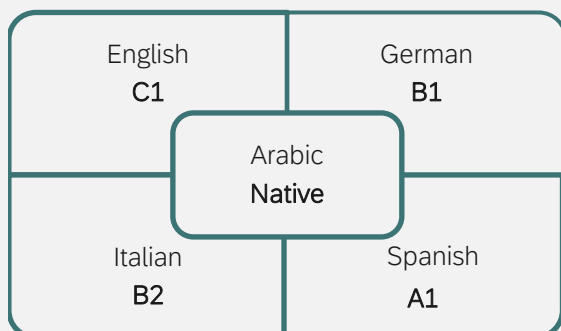 English
C1
German
B1
Arabic
Native
Italian
B2
Spanish
A1